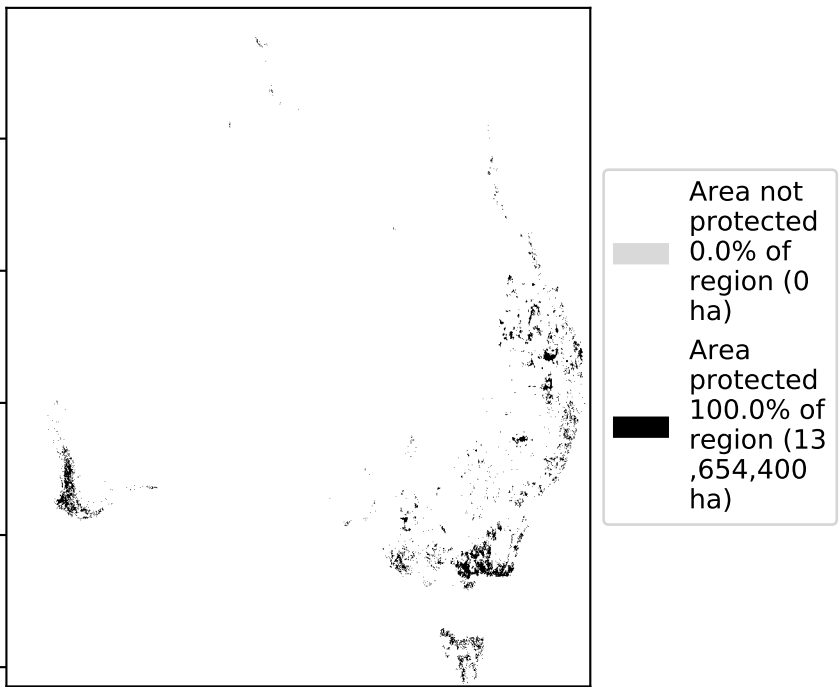 Area not
protected
0.0% of
region (0
ha)
Area
protected
100.0% of
region (13
,654,400
ha)